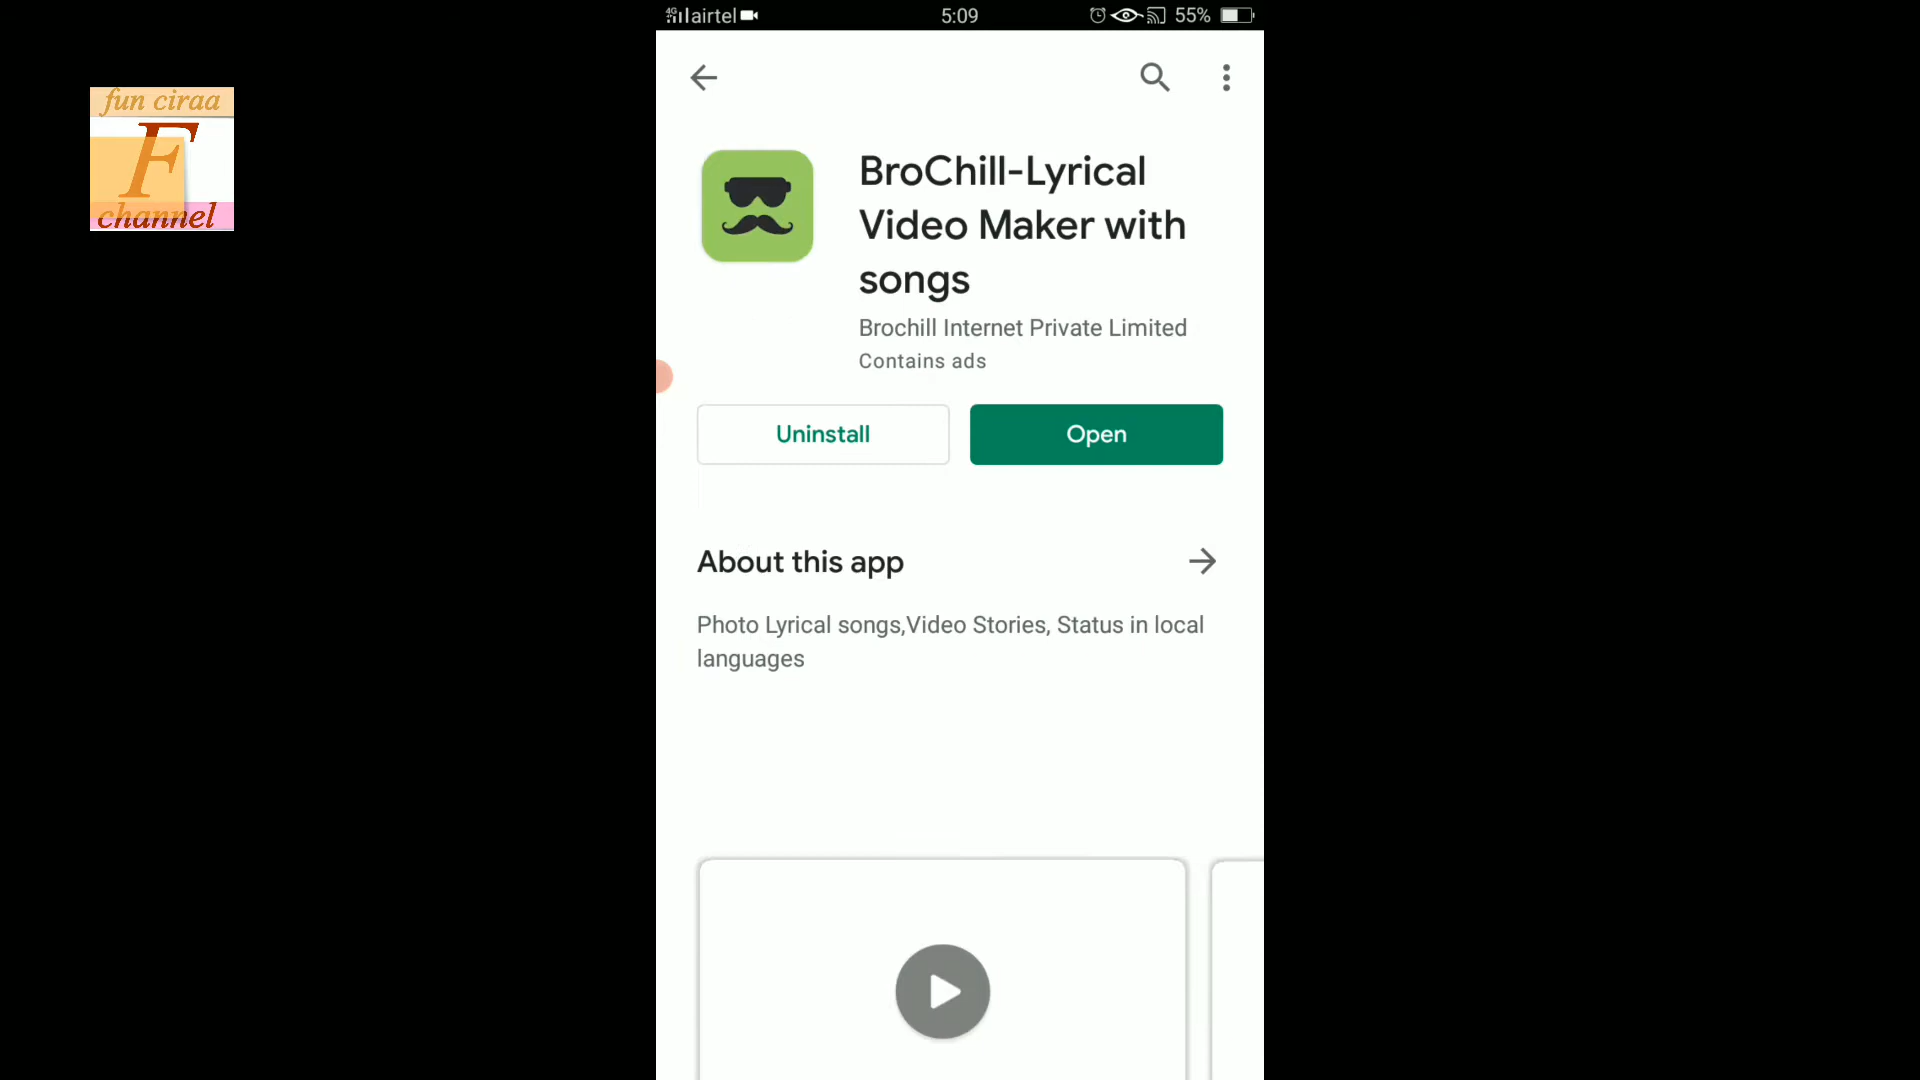 4G airtel 5:09 55%
fun ciraa
F
channel
BroChill-Lyrical
Video Maker with
songs
Brochill Internet Private Limited
Contains ads
Uninstall
Open
About this app
Photo Lyrical songs,Video Stories, Status in local
languages